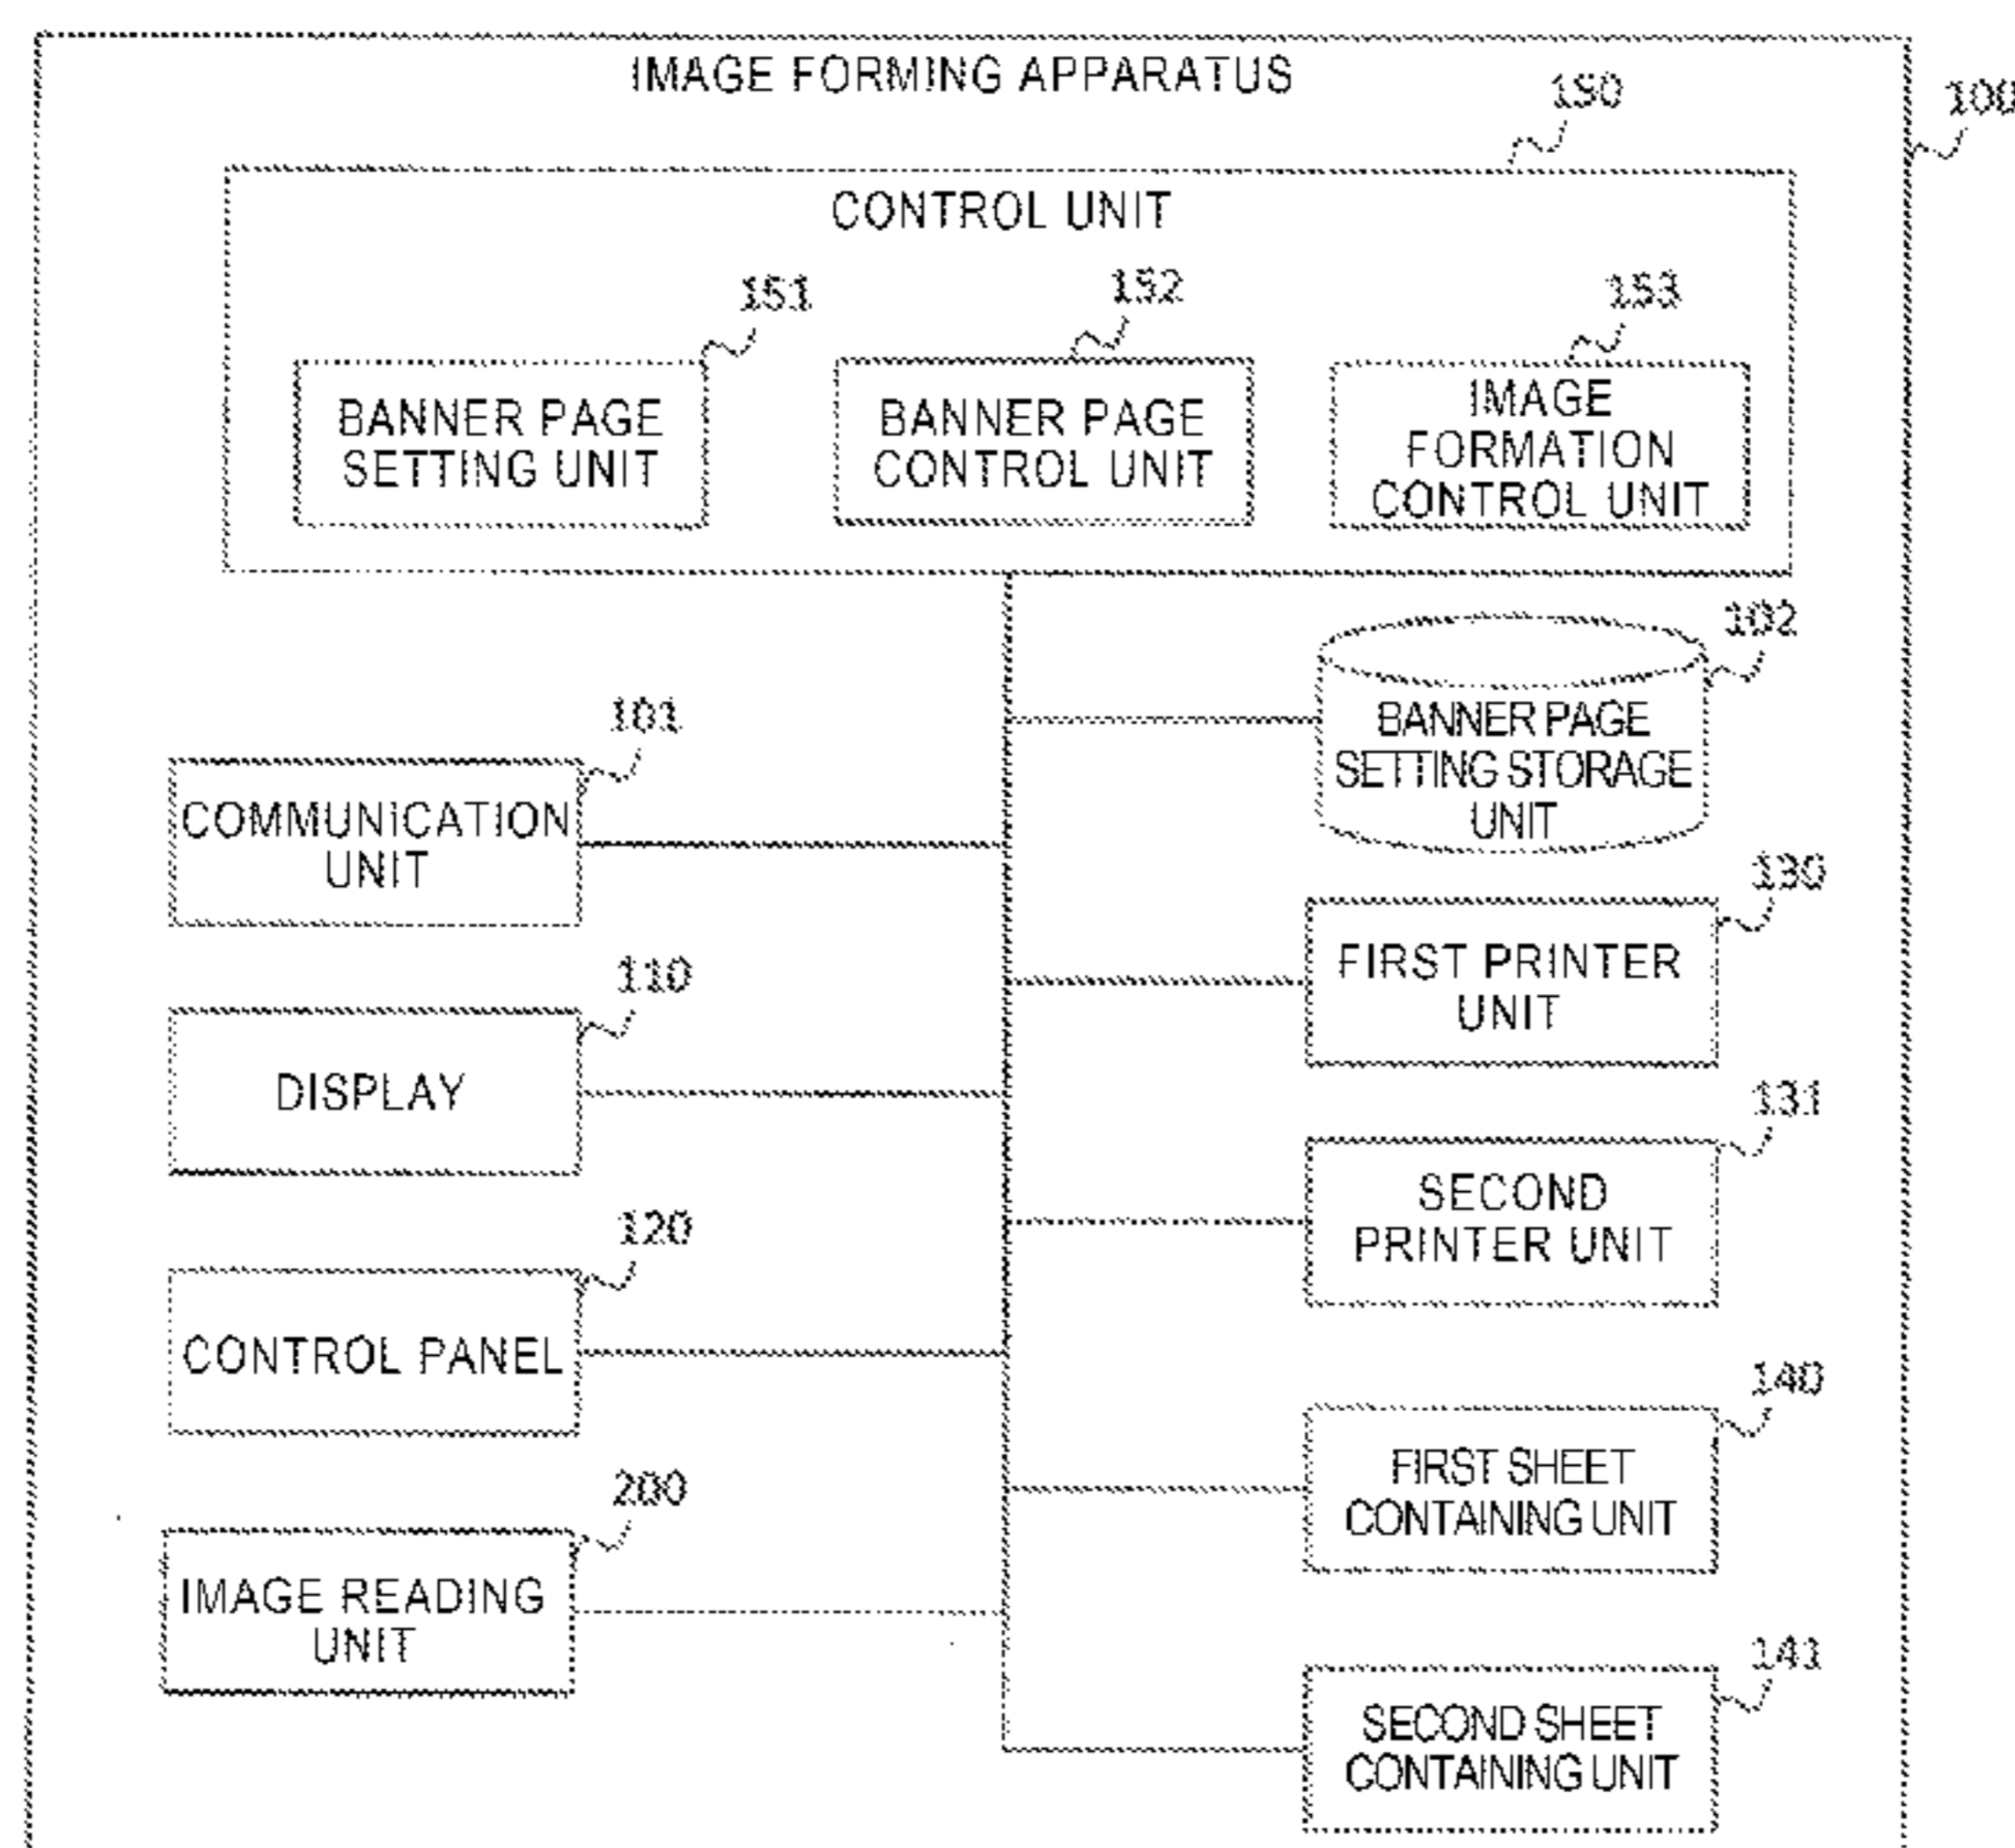 IMAGE FORMING APPARATUS
100
150
CONTROL UNIT
151
152
153
BANNER PAGE
SETTING UNIT
BANNER PAGE
CONTROL UNIT
IMAGE
FORMATION
CONTROL UNIT
102
BANNER PAGE
SETTING STORAGE
UNIT
101
COMMUNICATION
UNIT
130
FIRST PRINTER
UNIT
110
DISPLAY
131
SECOND
PRINTER UNIT
120
CONTROL PANEL
140
FIRST SHEET
CONTAINING UNIT
200
IMAGE READING
UNIT
141
SECOND SHEET
CONTAINING UNIT